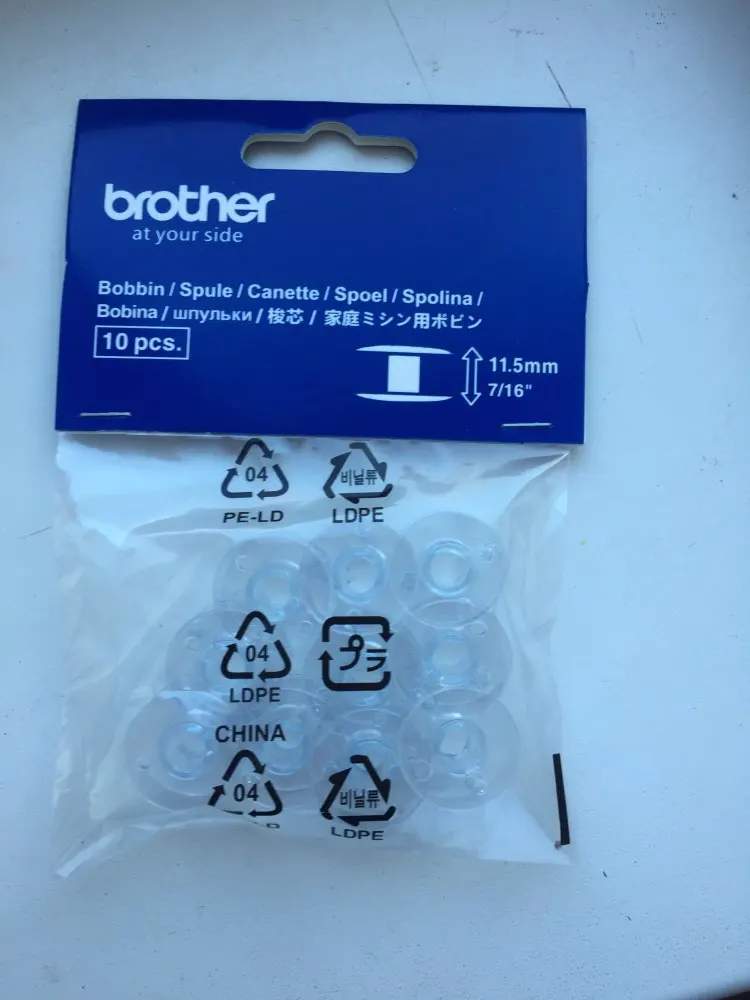 brother
at your side
Bobbin / Spule / Canette / Spoel / Spolina /
Bobina / шпульки / 梭芯 / 家庭ミシン用ボビン
10 pcs.
11.5mm
7/16"
04
비닐류
PE-LD
LDPE
04
プラ
LDPE
CHINA
04
비닐류
LDPE